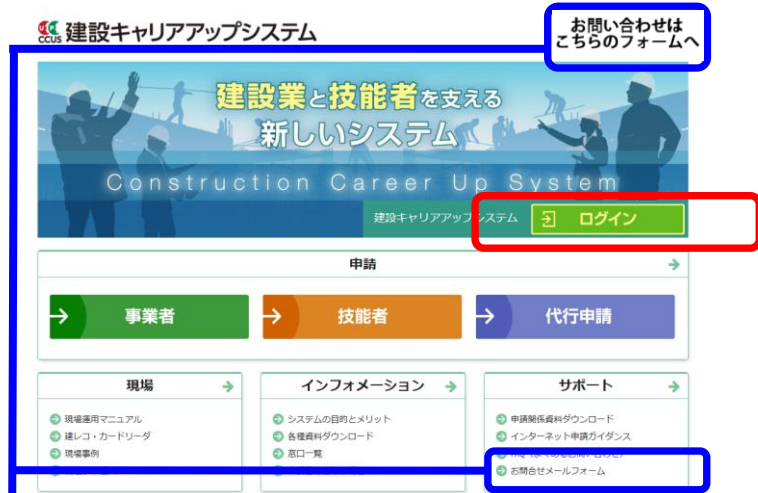 CCUS 建設キャリアアップシステム
お問い合わせは
こちらのフォームへ
建設業と技能者を支える
新しいシステム
Construction Career Up System
建設キャリアアップシステム
ログイン
申請
事業者
技能者
代行申請
現場
現場運用マニュアル
建レコ・カードリーダ
現場事例
インフォメーション
システムの目的とメリット
各種資料ダウンロード
窓口一覧
サポート
申請関係資料ダウンロード
インターネット申請ガイダンス
お問合せメールフォーム